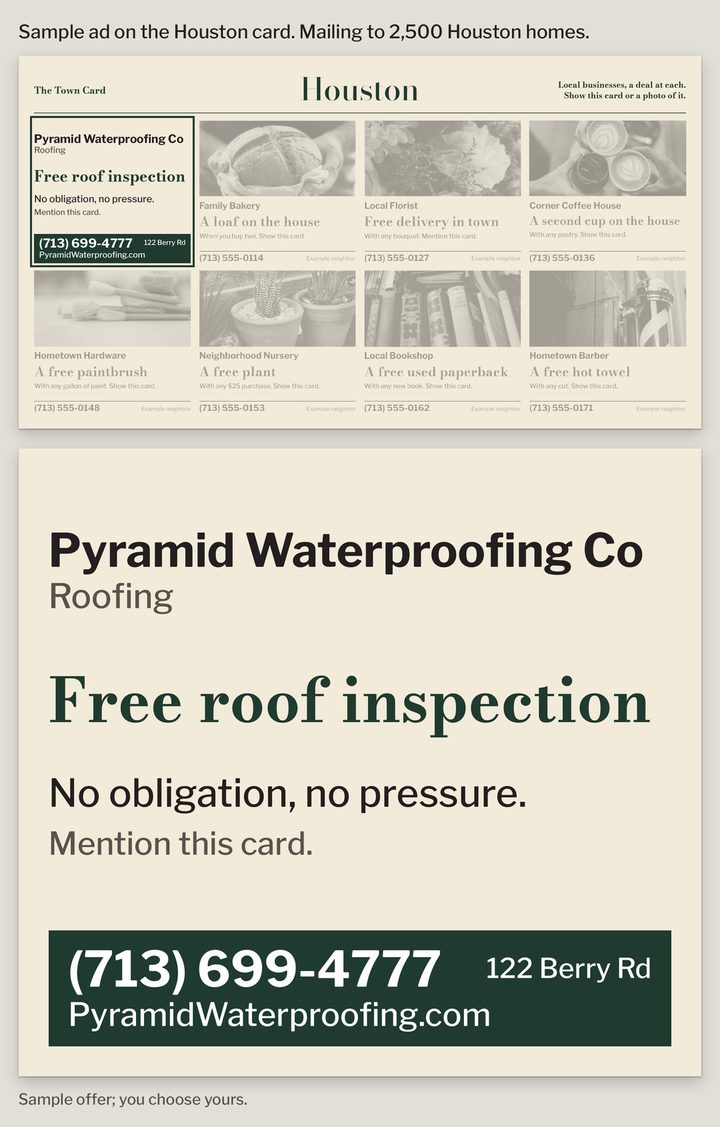 Sample ad on the Houston card. Mailing to 2,500 Houston homes.
The Town Card
Houston
Local businesses, a deal at each.
Show this card or a photo of it.
Pyramid Waterproofing Co
Roofing
Free roof inspection
No obligation, no pressure.
Mention this card.
(713) 699-4777 122 Berry Rd
PyramidWaterproofing.com
Family Bakery
A loaf on the house
When you buy two. Show this card.
(713) 555-0114 Example neighbor
Local Florist
Free delivery in town
With any bouquet. Mention this card.
(713) 555-0127 Example neighbor
Corner Coffee House
A second cup on the house
With any pastry. Show this card.
(713) 555-0136 Example neighbor
Hometown Hardware
A free paintbrush
With any gallon of paint. Show this card.
(713) 555-0148 Example neighbor
Neighborhood Nursery
A free plant
With any $25 purchase. Show this card.
(713) 555-0153 Example neighbor
Local Bookshop
A free used paperback
With any new book. Show this card.
(713) 555-0162 Example neighbor
Hometown Barber
A free hot towel
With any cut. Show this card.
(713) 555-0171 Example neighbor
Pyramid Waterproofing Co
Roofing
Free roof inspection
No obligation, no pressure.
Mention this card.
(713) 699-4777 122 Berry Rd
PyramidWaterproofing.com
Sample offer; you choose yours.